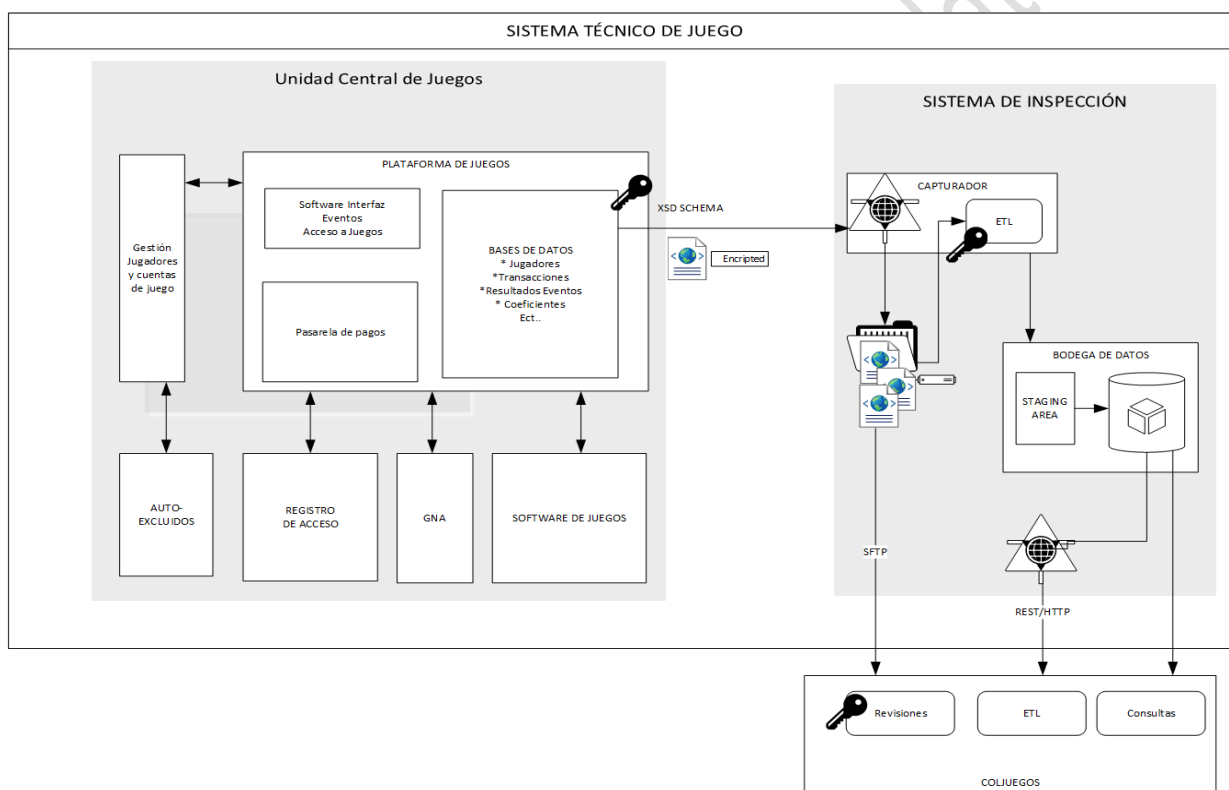 SISTEMA TÉCNICO DE JUEGO
Unidad Central de Juegos
PLATAFORMA DE JUEGOS
Software Interfaz
Eventos
Acceso a Juegos
Gestión
Jugadores
y cuentas
de juego
BASES DE DATOS
* Jugadores
*Transacciones
*Resultados Eventos
* Coeficientes
Ect..
Pasarela de pagos
AUTO-
EXCLUIDOS
REGISTRO
DE ACCESO
GNA
SOFTWARE DE JUEGOS
XSD SCHEMA
Encripted
SISTEMA DE INSPECCIÓN
CAPTURADOR
ETL
BODEGA DE DATOS
STAGING
AREA
SFTP
REST/HTTP
Revisiones
ETL
Consultas
COLJUEGOS